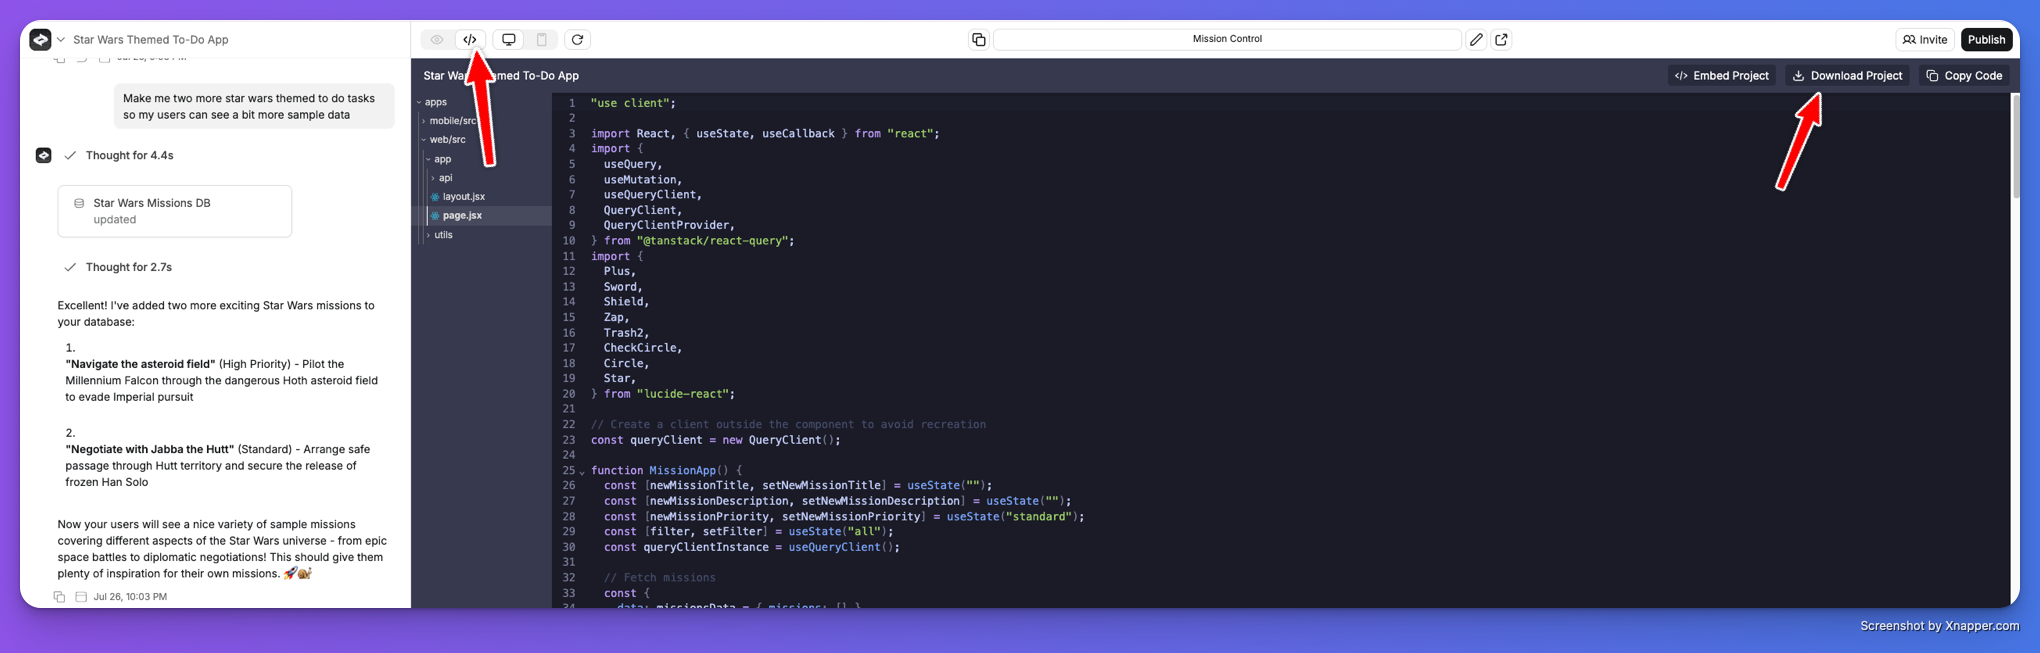 Star Wars Themed To-Do App
Mission Control
Invite
Publish
Make me two more star wars themed to do tasks
so my users can see a bit more sample data
Thought for 4.4s
Star Wars Missions DB
updated
Thought for 2.7s
Excellent! I've added two more exciting Star Wars missions to
your database:
1.
"Navigate the asteroid field" (High Priority) - Pilot the
Millennium Falcon through the dangerous Hoth asteroid field
to evade Imperial pursuit
2.
"Negotiate with Jabba the Hutt" (Standard) - Arrange safe
passage through Hutt territory and secure the release of
frozen Han Solo
Now your users will see a nice variety of sample missions
covering different aspects of the Star Wars universe - from epic
space battles to diplomatic negotiations! This should give them
plenty of inspiration for their own missions. 🚀🐌
Jul 26, 10:03 PM
Star Wars Themed To-Do App
</> Embed Project
Download Project
Copy Code
apps
mobile/src
web/src
app
api
layout.jsx
page.jsx
utils
1 "use client";
2
3 import React, { useState, useCallback } from "react";
4 import {
5 useQuery,
6 useMutation,
7 useQueryClient,
8 QueryClient,
9 QueryClientProvider,
10 } from "@tanstack/react-query";
11 import {
12 Plus,
13 Sword,
14 Shield,
15 Zap,
16 Trash2,
17 CheckCircle,
18 Circle,
19 Star,
20 } from "lucide-react";
21
22 // Create a client outside the component to avoid recreation
23 const queryClient = new QueryClient();
24
25 function MissionApp() {
26 const [newMissionTitle, setNewMissionTitle] = useState("");
27 const [newMissionDescription, setNewMissionDescription] = useState("");
28 const [newMissionPriority, setNewMissionPriority] = useState("standard");
29 const [filter, setFilter] = useState("all");
30 const queryClientInstance = useQueryClient();
31
32 // Fetch missions
33 const {
34 data: missionsData = { missions: [] }
Screenshot by Xnapper.com